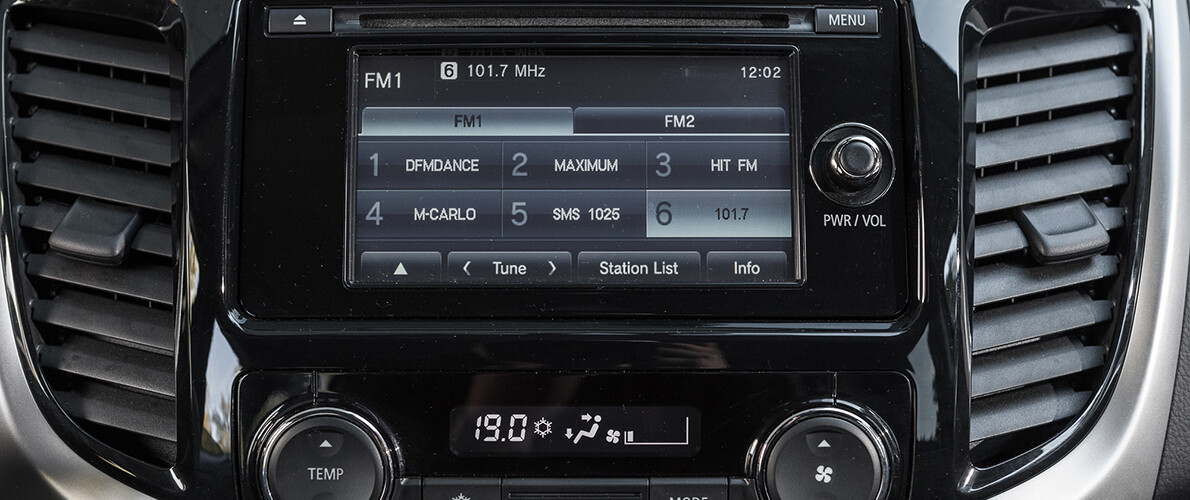 MENU
FM1 6 101.7 MHz 12:02
FM1 FM2
1 DFMDANCE 2 MAXIMUM 3 HIT FM
4 M-CARLO 5 SMS 1025 6 101.7
Tune Station List Info
PWR / VOL
19.0
TEMP
MODE